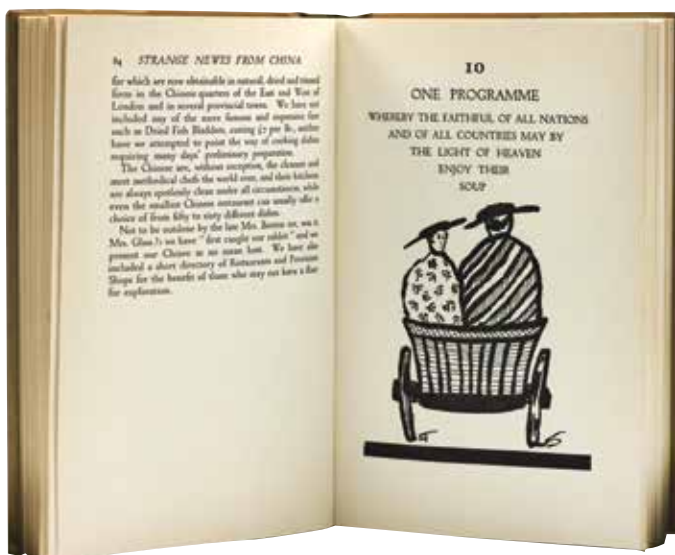 84 STRANGE NEWES FROM CHINA
for which are now obtainable in natural, dried and tinned
form in the Chinese quarters of the East and West of
London and in several provincial towns. We have not
included any of the more famous and expensive fare
such as Dried Fish Bladders, costing £7 per lb., neither
have we attempted to point the way of cooking dishes
requiring many days' preliminary preparation.
The Chinese are, without exception, the cleanest and
most methodical chefs the world over, and their kitchens
are always spotlessly clean under all circumstances, while
even the smallest Chinese restaurant can usually offer a
choice of from fifty to sixty different dishes.
Not to be outdone by the late Mrs. Beeton (or, was it
Mrs. Glass?) we have "first caught our rabbit" and we
present our Chinese as no mean host. We have also
included a short directory of Restaurants and Provision
Shops for the benefit of those who may not have a flair
for exploration.
10
ONE PROGRAMME
WHEREBY THE FAITHFUL OF ALL NATIONS
AND OF ALL COUNTRIES MAY BY
THE LIGHT OF HEAVEN
ENJOY THEIR
SOUP